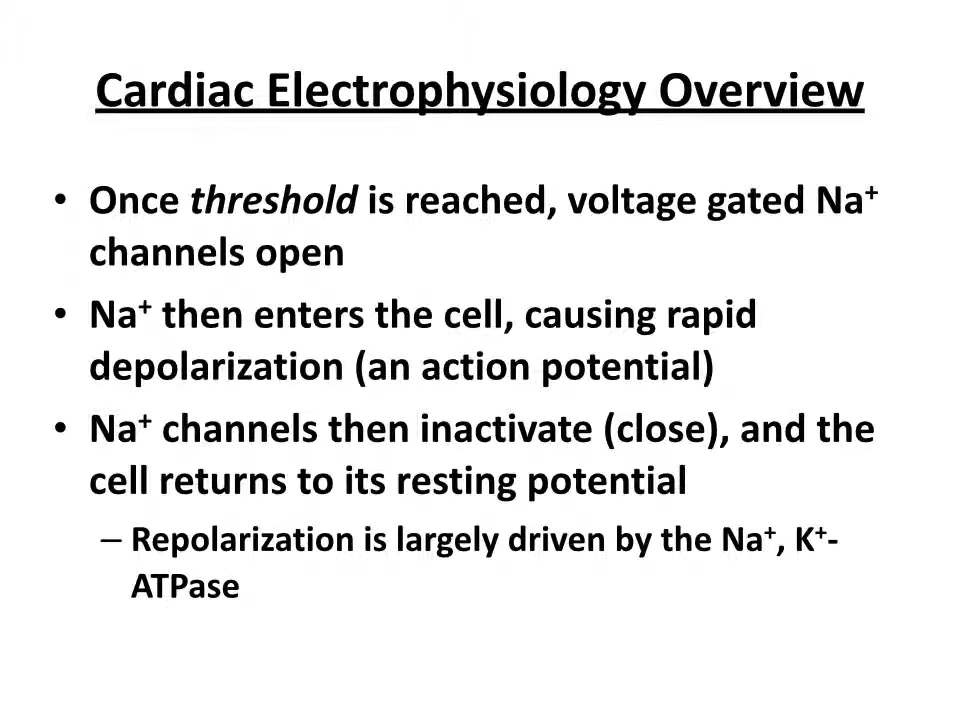 Cardiac Electrophysiology Overview
• Once threshold is reached, voltage gated Na⁺
channels open
• Na⁺ then enters the cell, causing rapid
depolarization (an action potential)
• Na⁺ channels then inactivate (close), and the
cell returns to its resting potential
– Repolarization is largely driven by the Na⁺, K⁺-
ATPase